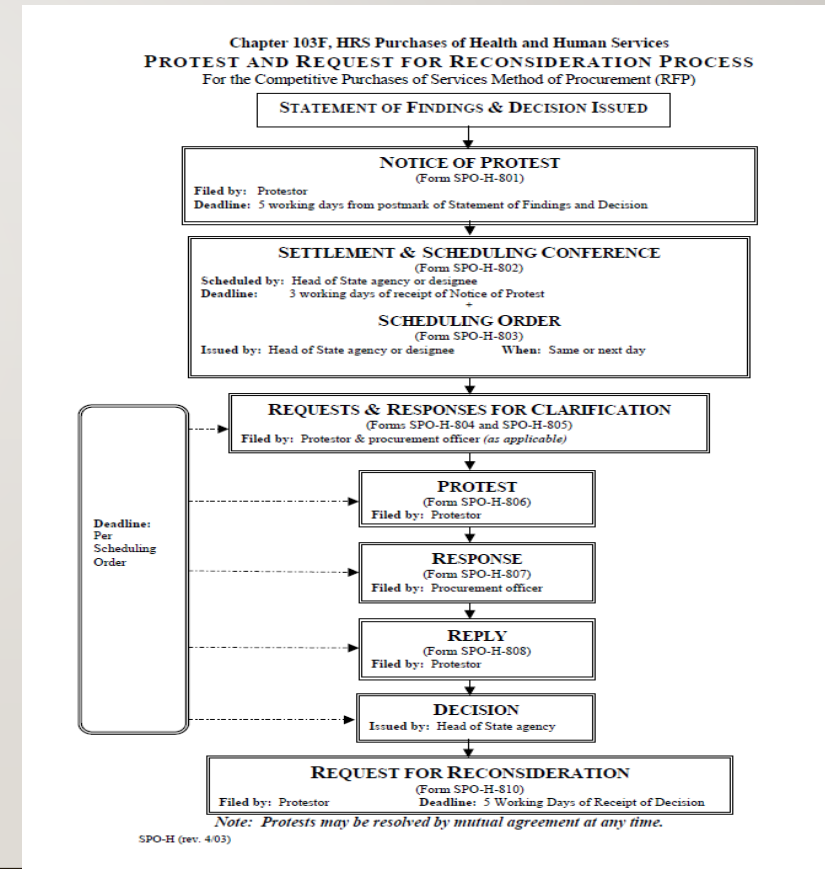 Chapter 103F, HRS Purchases of Health and Human Services
PROTEST AND REQUEST FOR RECONSIDERATION PROCESS
For the Competitive Purchases of Services Method of Procurement (RFP)
STATEMENT OF FINDINGS & DECISION ISSUED
NOTICE OF PROTEST
(Form SPO-H-801)
Filed by: Protestor
Deadline: 5 working days from postmark of Statement of Findings and Decision
SETTLEMENT & SCHEDULING CONFERENCE
(Form SPO-H-802)
Scheduled by: Head of State agency or designee
Deadline: 3 working days of receipt of Notice of Protest
+
SCHEDULING ORDER
(Form SPO-H-803)
Issued by: Head of State agency or designee When: Same or next day
REQUESTS & RESPONSES FOR CLARIFICATION
(Forms SPO-H-804 and SPO-H-805)
Filed by: Protestor & procurement officer (as applicable)
Deadline:
Per
Scheduling
Order
PROTEST
(Form SPO-H-806)
Filed by: Protestor
RESPONSE
(Form SPO-H-807)
Filed by: Procurement officer
REPLY
(Form SPO-H-808)
Filed by: Protestor
DECISION
Issued by: Head of State agency
REQUEST FOR RECONSIDERATION
(Form SPO-H-810)
Filed by: Protestor Deadline: 5 Working Days of Receipt of Decision
Note: Protests may be resolved by mutual agreement at any time.
SPO-H (rev. 4/03)